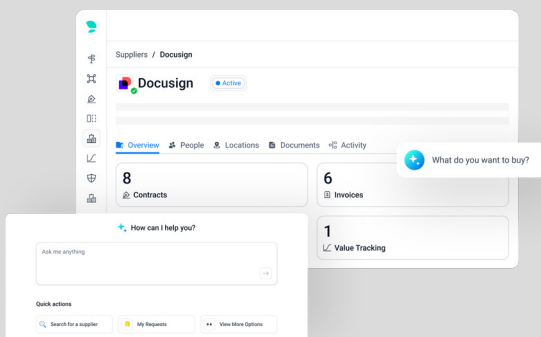 Suppliers / Docusign
Docusign
Active
Overview People Locations Documents Activity
What do you want to buy?
8
Contracts
6
Invoices
1
Value Tracking
How can I help you?
Ask me anything
Quick actions
Search for a supplier My Requests View More Options